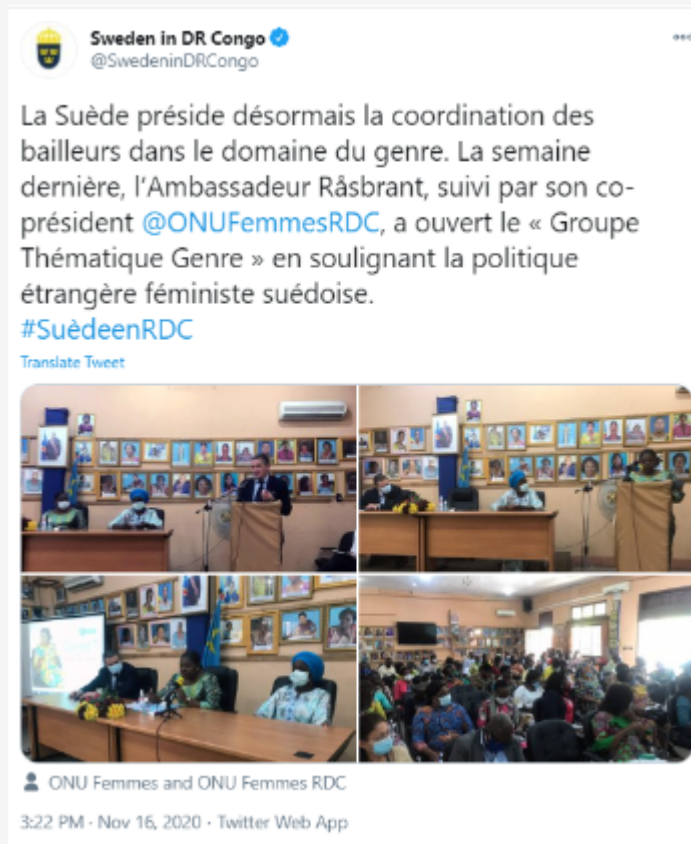 Sweden in DR Congo
@SwedeninDRCongo
La Suède préside désormais la coordination des
bailleurs dans le domaine du genre. La semaine
dernière, l'Ambassadeur Råsbrant, suivi par son co-
président @ONUFemmesRDC, a ouvert le « Groupe
Thématique Genre » en soulignant la politique
étrangère féministe suédoise.
#SuèdeenRDC
Translate Tweet
ONU Femmes and ONU Femmes RDC
3:22 PM · Nov 16, 2020 · Twitter Web App